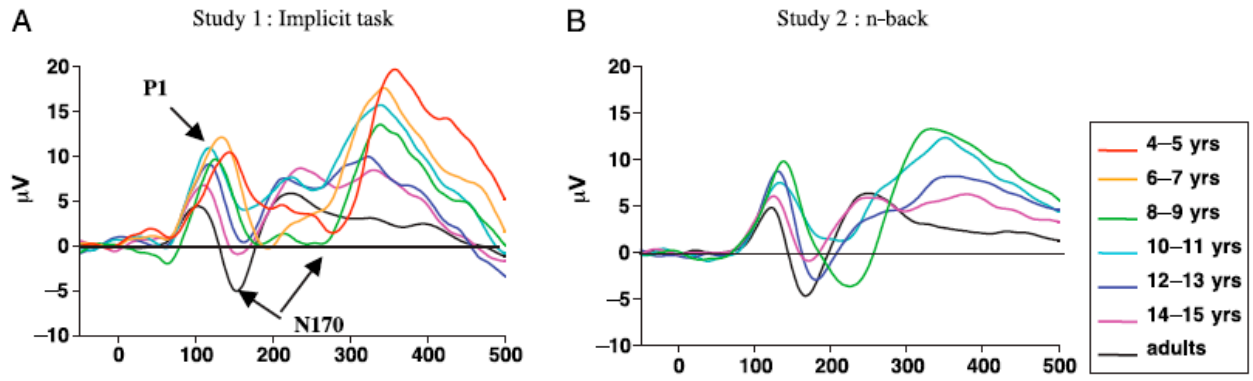 A
Study 1 : Implicit task
B
Study 2 : n-back
20
15
10
5
0
−5
−10
µV
P1
N170
0 100 200 300 400 500
20
15
10
5
0
−5
−10
µV
0 100 200 300 400 500
4–5 yrs
6–7 yrs
8–9 yrs
10–11 yrs
12–13 yrs
14–15 yrs
adults